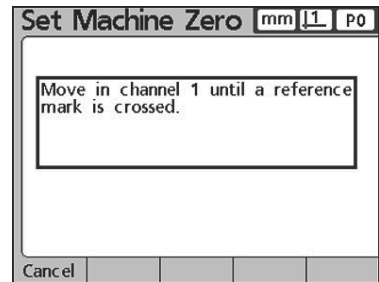 Set Machine Zero mm 1 P0
Move in channel 1 until a reference
mark is crossed.
Cancel